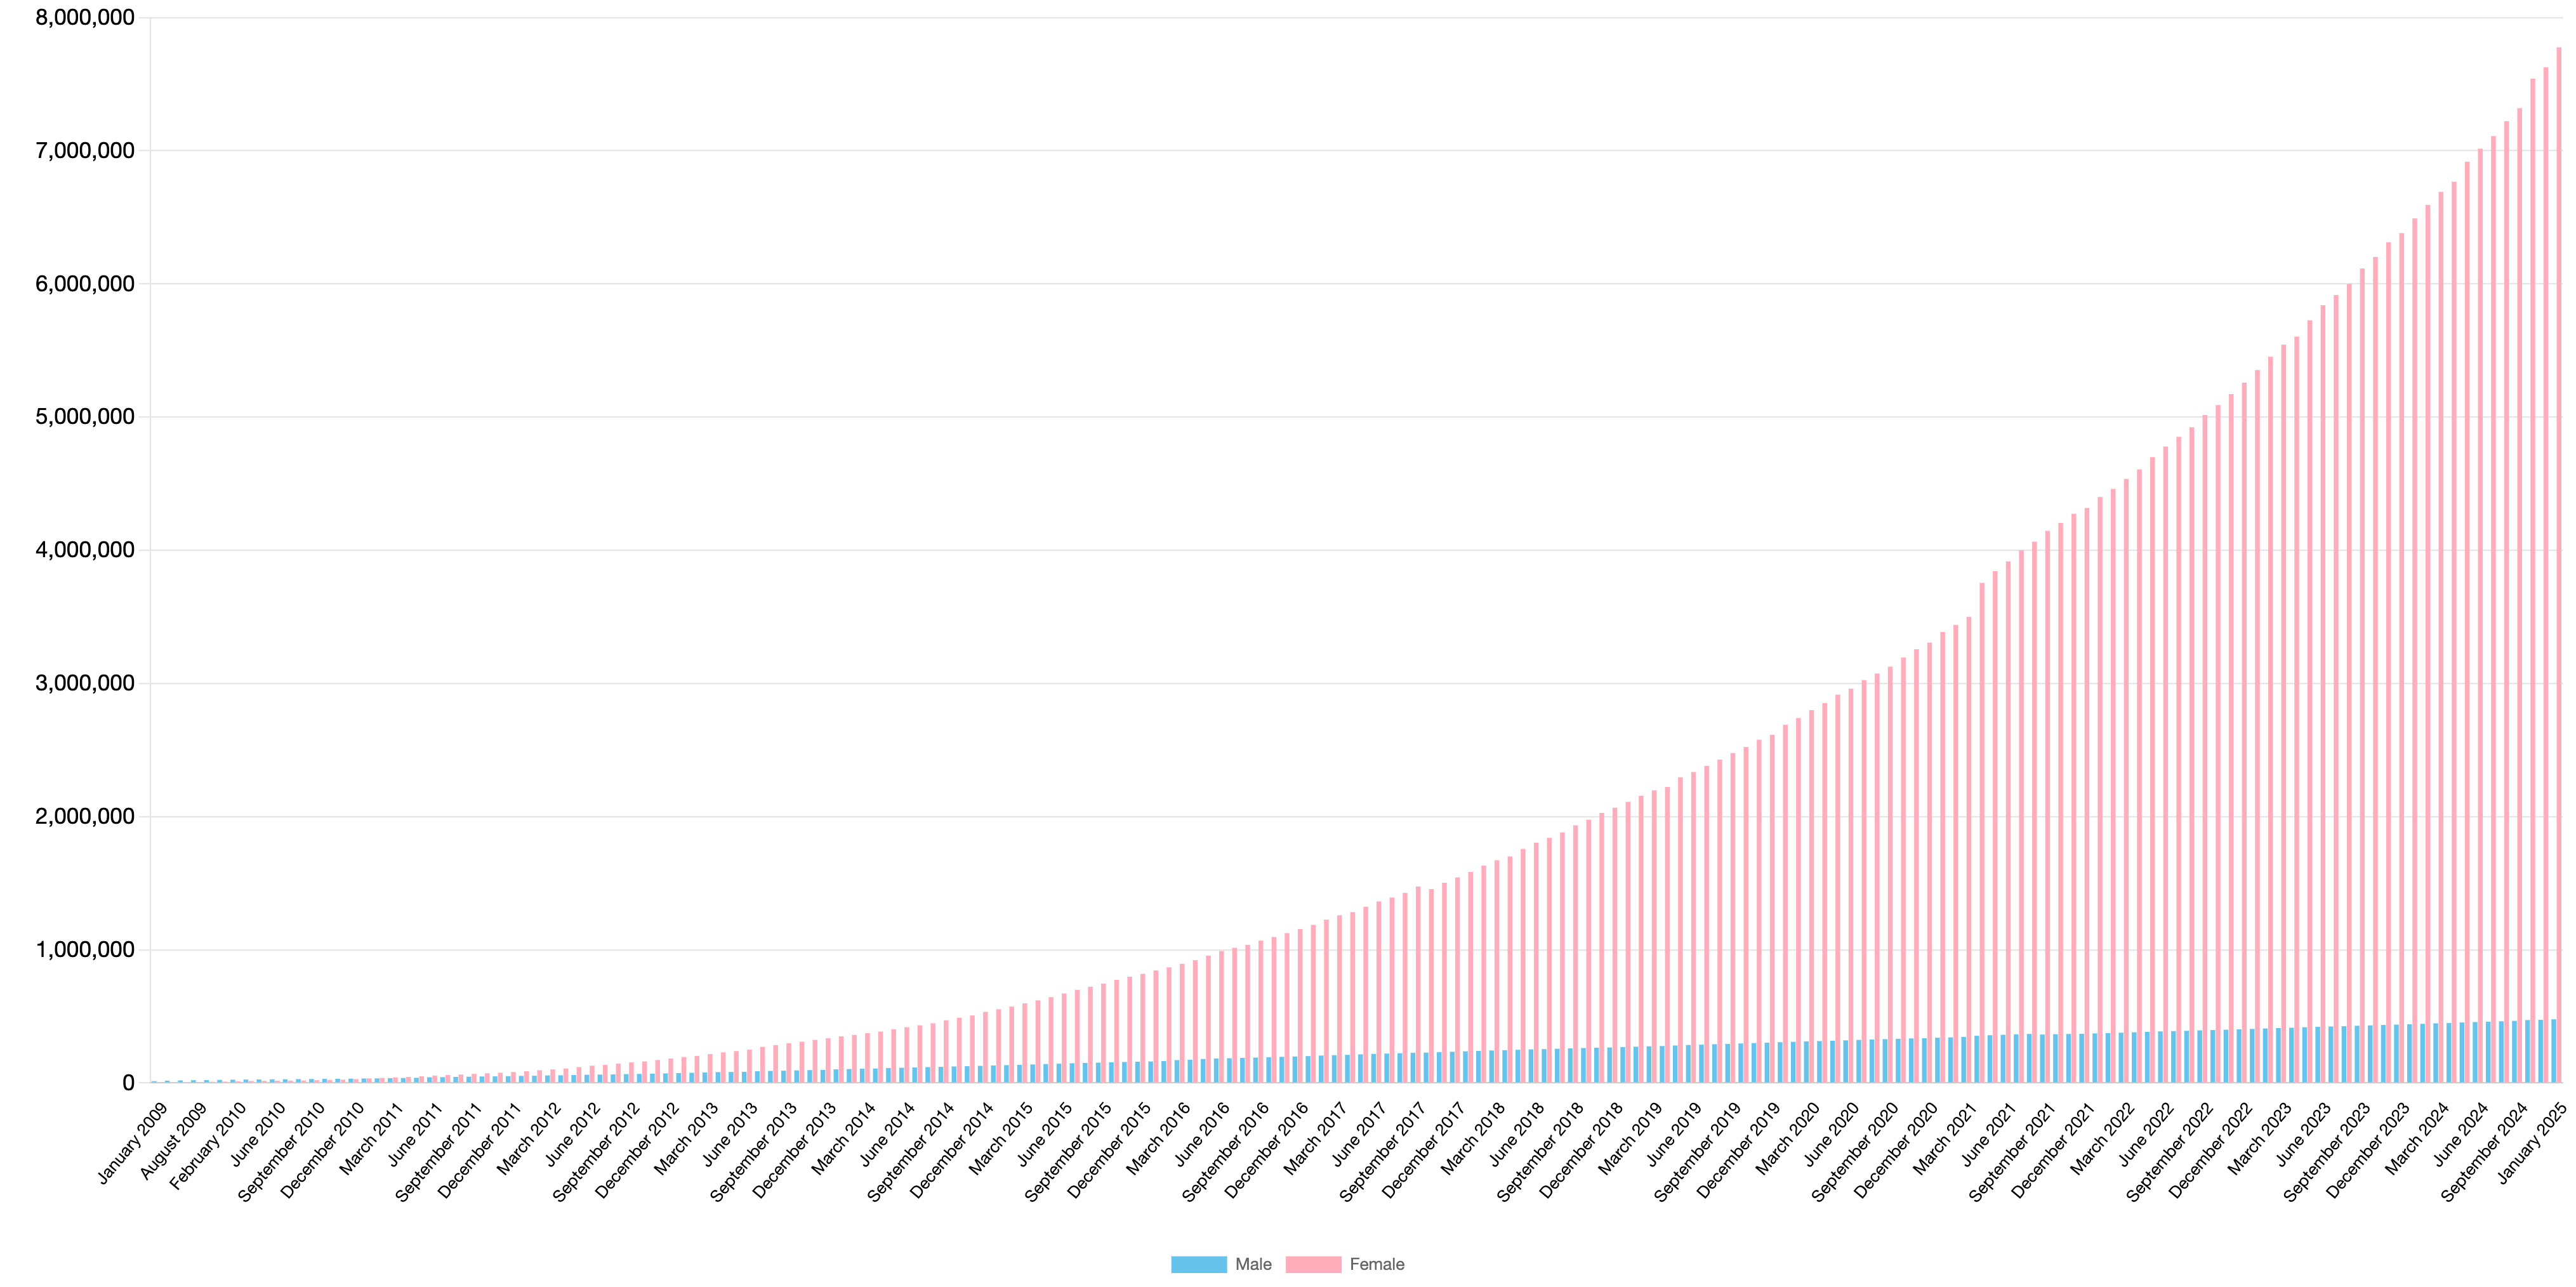 8,000,000
7,000,000
6,000,000
5,000,000
4,000,000
3,000,000
2,000,000
1,000,000
0
January 2009
August 2009
February 2010
June 2010
September 2010
December 2010
March 2011
June 2011
September 2011
December 2011
March 2012
June 2012
September 2012
December 2012
March 2013
June 2013
September 2013
December 2013
March 2014
June 2014
September 2014
December 2014
March 2015
June 2015
September 2015
December 2015
March 2016
June 2016
September 2016
December 2016
March 2017
June 2017
September 2017
December 2017
March 2018
June 2018
September 2018
December 2018
March 2019
June 2019
September 2019
December 2019
March 2020
June 2020
September 2020
December 2020
March 2021
June 2021
September 2021
December 2021
March 2022
June 2022
September 2022
December 2022
March 2023
June 2023
September 2023
December 2023
March 2024
June 2024
September 2024
January 2025
Male Female